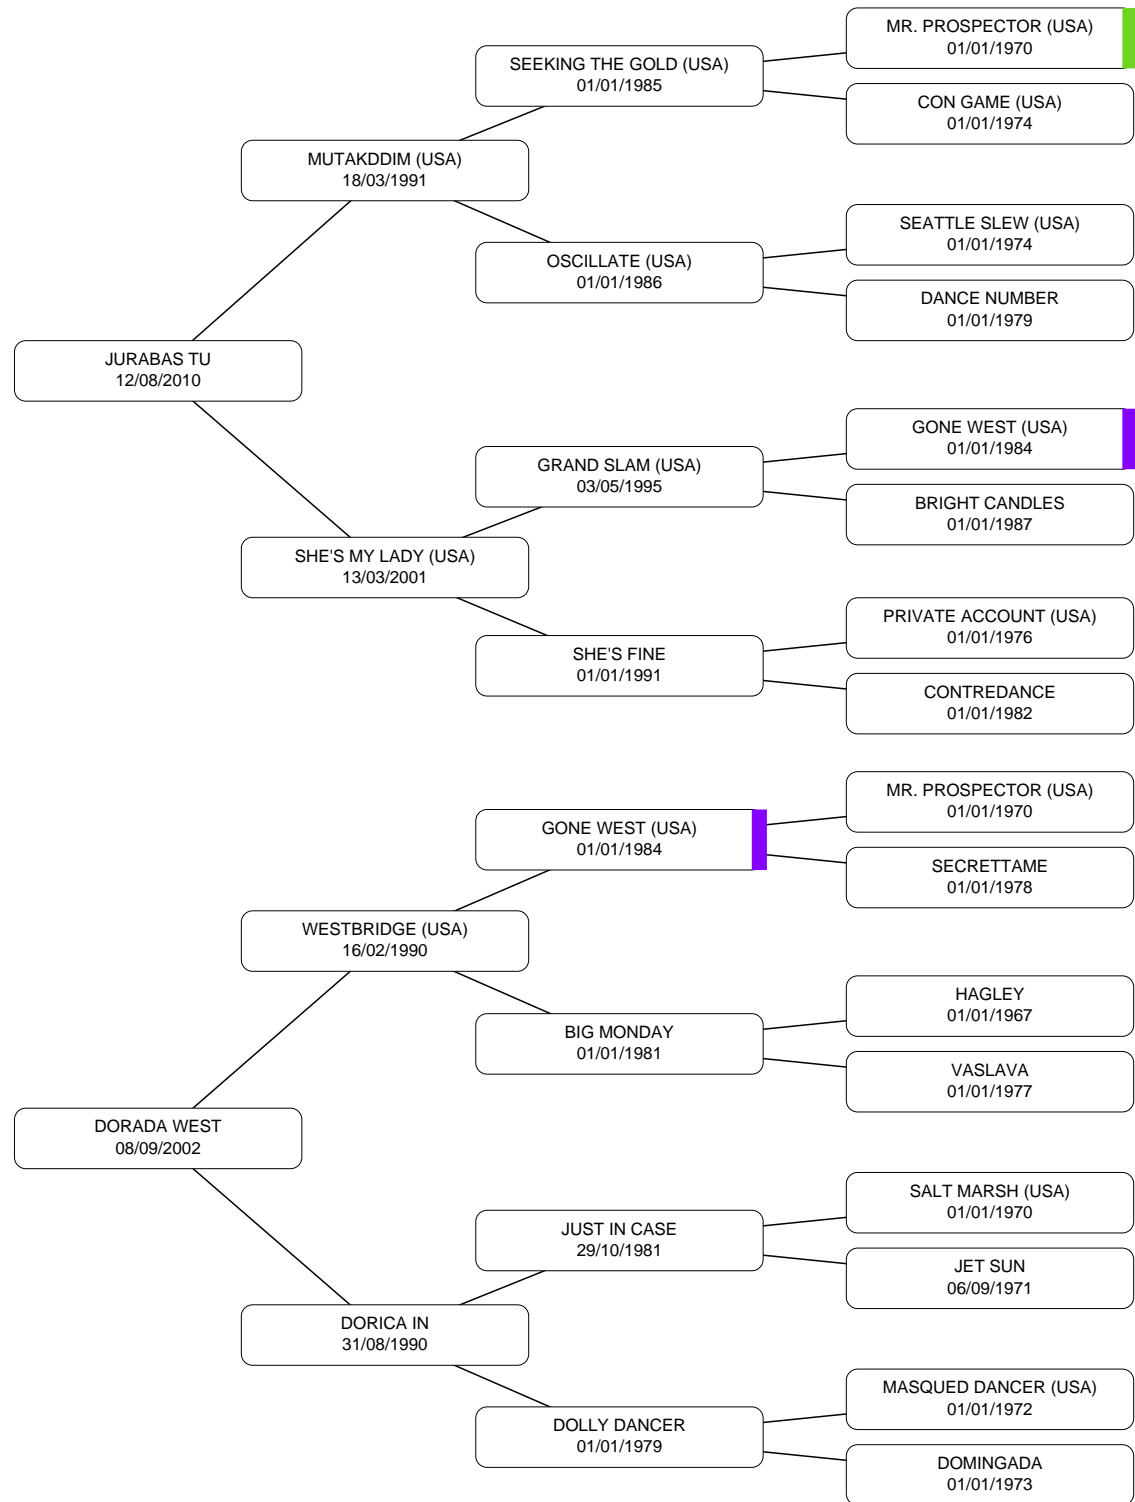 MR. PROSPECTOR (USA)
01/01/1970
SEEKING THE GOLD (USA)
01/01/1985
CON GAME (USA)
01/01/1974
MUTAKDDIM (USA)
18/03/1991
SEATTLE SLEW (USA)
01/01/1974
OSCILLATE (USA)
01/01/1986
DANCE NUMBER
01/01/1979
JURABAS TU
12/08/2010
GONE WEST (USA)
01/01/1984
GRAND SLAM (USA)
03/05/1995
BRIGHT CANDLES
01/01/1987
SHE'S MY LADY (USA)
13/03/2001
PRIVATE ACCOUNT (USA)
01/01/1976
SHE'S FINE
01/01/1991
CONTREDANCE
01/01/1982
MR. PROSPECTOR (USA)
01/01/1970
GONE WEST (USA)
01/01/1984
SECRETTAME
01/01/1978
WESTBRIDGE (USA)
16/02/1990
HAGLEY
01/01/1967
BIG MONDAY
01/01/1981
VASLAVA
01/01/1977
DORADA WEST
08/09/2002
SALT MARSH (USA)
01/01/1970
JUST IN CASE
29/10/1981
JET SUN
06/09/1971
DORICA IN
31/08/1990
MASQUED DANCER (USA)
01/01/1972
DOLLY DANCER
01/01/1979
DOMINGADA
01/01/1973